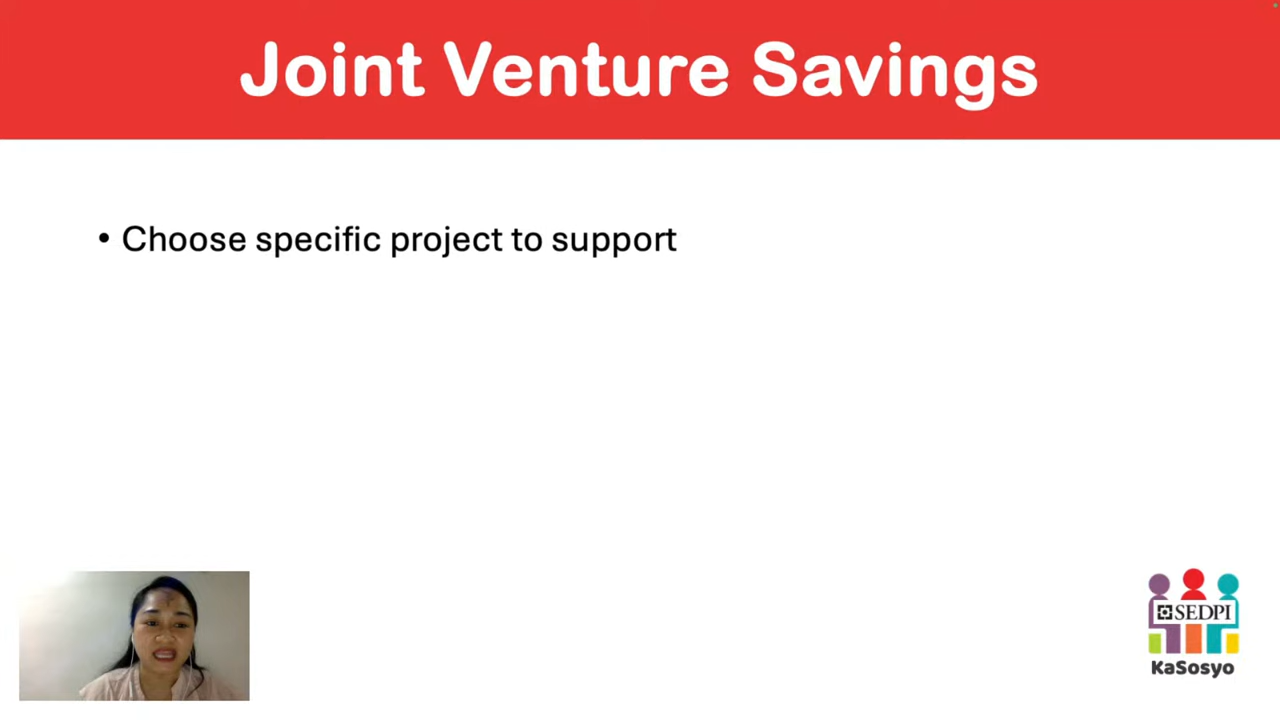 Joint Venture Savings
• Choose specific project to support
SEDPI
KaSosyo